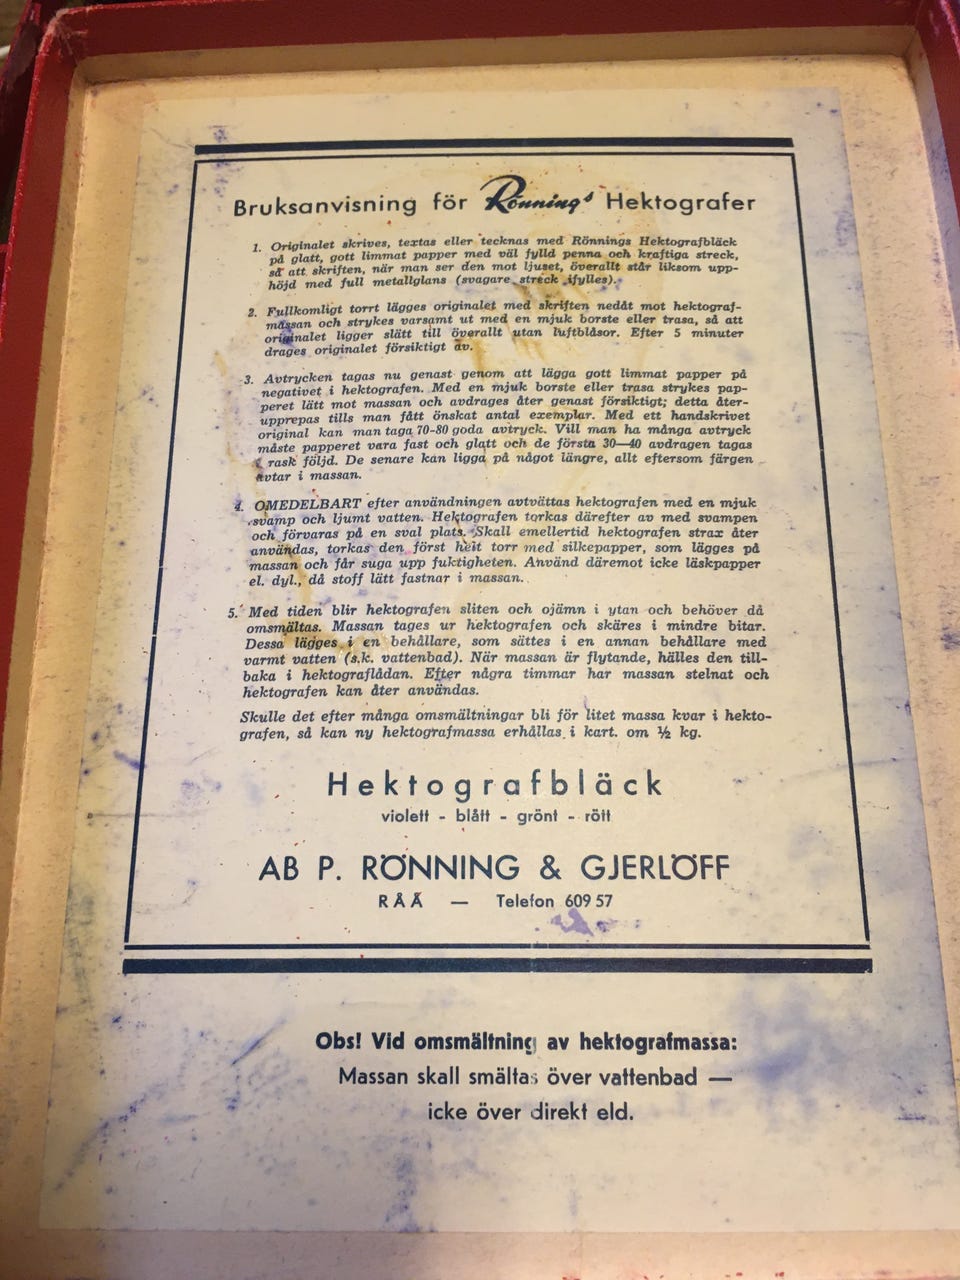 Bruksanvisning för Rönning's Hektografer
1. Originalet skrives, textas eller tecknas med Rönnings Hektografbläck
på glatt, gott limmat papper med väl fylld penna och kraftiga streck,
så att skriften, när man ser den mot ljuset, överallt står liksom upp-
höjd med full metallglans (svagare streck ifylles).
2. Fullkomligt torrt lägges originalet med skriften nedåt mot hektograf-
massan och strykes varsamt ut med en mjuk borste eller trasa, så att
originalet ligger slätt till överallt utan luftblåsor. Efter 5 minuter
drages originalet försiktigt av.
3. Avtrycken tagas nu genast genom att lägga gott limmat papper på
negativet i hektografen. Med en mjuk borste eller trasa strykes pap-
peret lätt mot massan och avdrages åter genast försiktigt; detta åter-
upprepas tills man fått önskat antal exemplar. Med ett handskrivet
original kan man taga 70-80 goda avtryck. Vill man ha många avtryck
måste papperet vara fast och glatt och de första 30—40 avdragen tagas
i rask följd. De senare kan ligga på något längre, allt eftersom färgen
avtar i massan.
4. OMEDELBART efter användningen avtvättas hektografen med en mjuk
svamp och ljumt vatten. Hektografen torkas därefter av med svampen
och förvaras på en sval plats. Skall emellertid hektografen strax åter
användas, torkas den först helt torr med silkepapper, som lägges på
massan och får suga upp fuktigheten. Använd däremot icke läskpapper
el. dyl., då stoff lätt fastnar i massan.
5. Med tiden blir hektografen sliten och ojämn i ytan och behöver då
omsmältas. Massan tages ur hektografen och skäres i mindre bitar.
Dessa lägges i en behållare, som sättes i en annan behållare med
varmt vatten (s.k. vattenbad). När massan är flytande, hälles den till-
baka i hektograflådan. Efter några timmar har massan stelnat och
hektografen kan åter användas.
Skulle det efter många omsmältningar bli för litet massa kvar i hekto-
grafen, så kan ny hektografmassa erhållas i kart. om ½ kg.
Hektografbläck
violett - blått - grönt - rött
AB P. RÖNNING & GJERLÖFF
RÅÅ — Telefon 609 57
Obs! Vid omsmältning av hektografmassa:
Massan skall smältas över vattenbad —
icke över direkt eld.